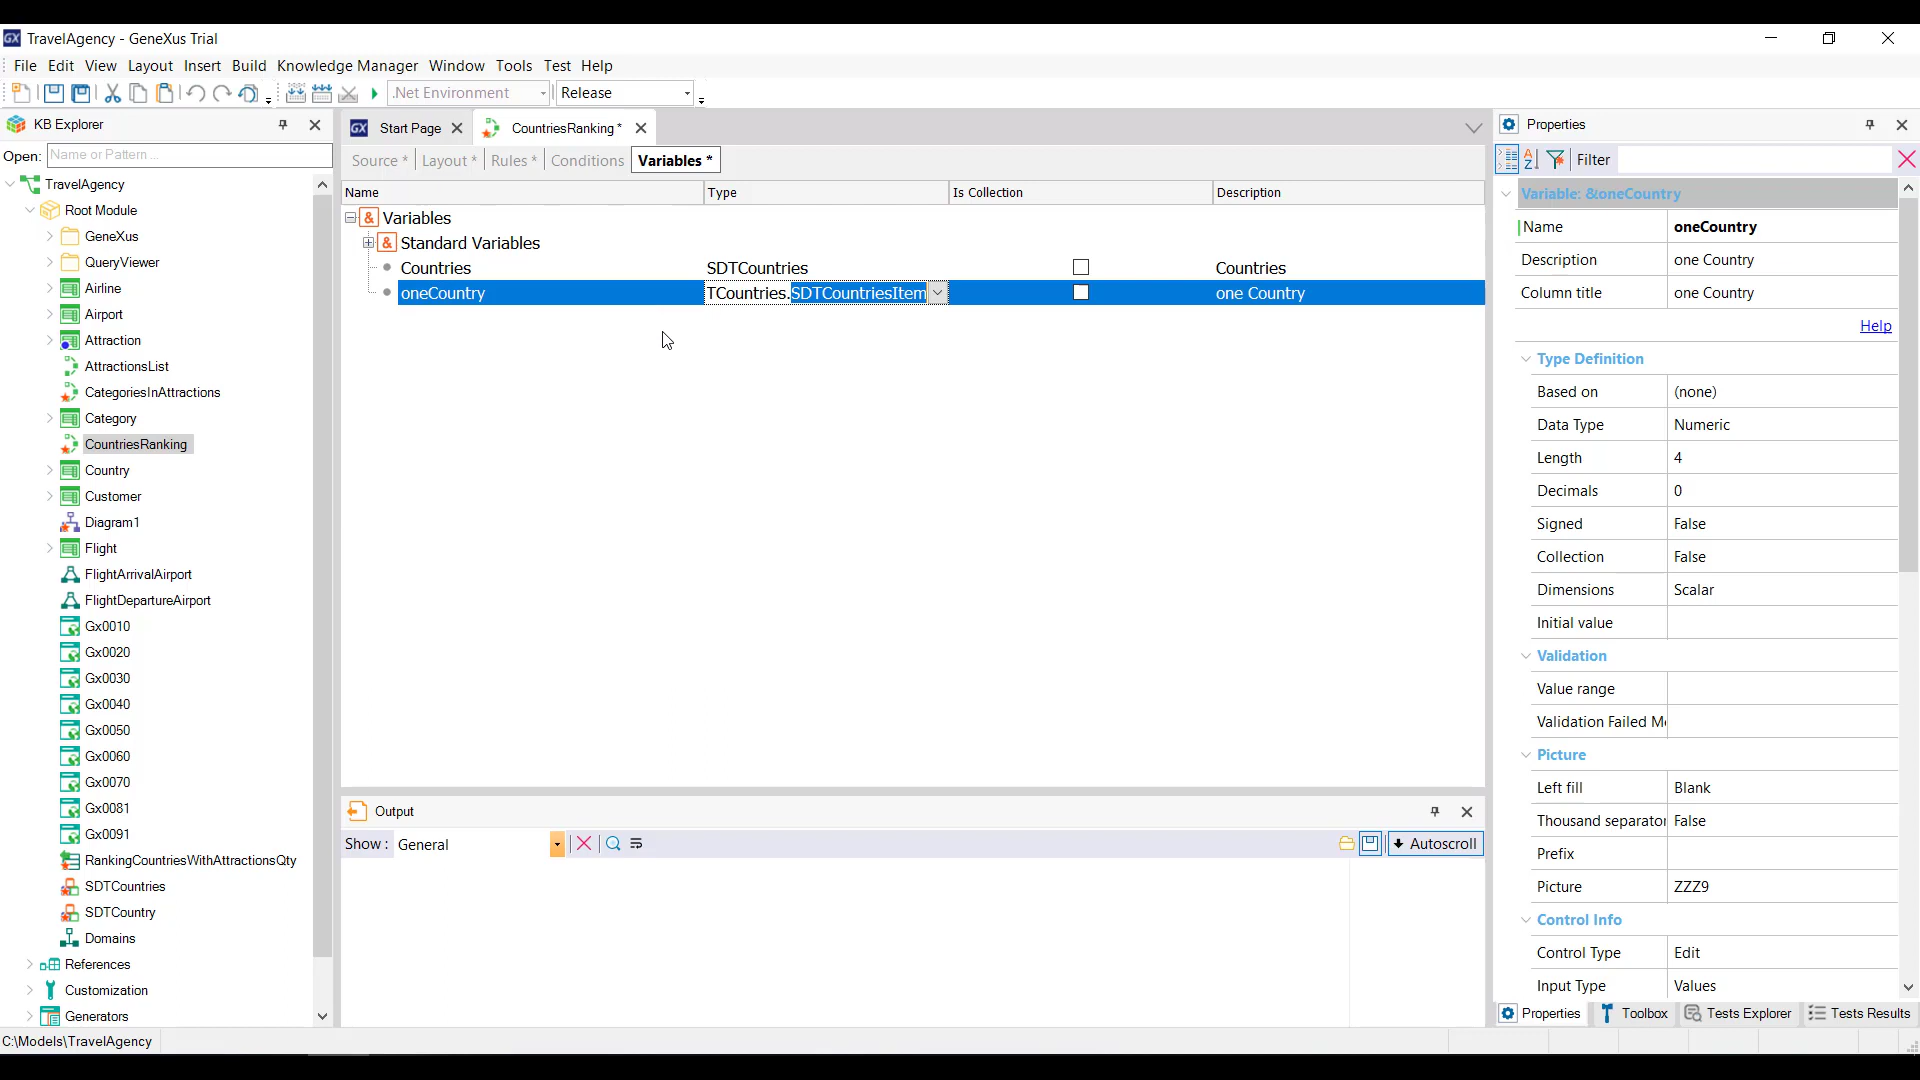 TravelAgency - GeneXus Trial
File Edit View Layout Insert Build Knowledge Manager Window Tools Test Help
.Net Environment Release
KB Explorer
Open: Name or Pattern ...
TravelAgency
Root Module
GeneXus
QueryViewer
Airline
Airport
Attraction
AttractionsList
CategoriesInAttractions
Category
CountriesRanking
Country
Customer
Diagram1
Flight
FlightArrivalAirport
FlightDepartureAirport
Gx0010
Gx0020
Gx0030
Gx0040
Gx0050
Gx0060
Gx0070
Gx0081
Gx0091
RankingCountriesWithAttractionsQty
SDTCountries
SDTCountry
Domains
References
Customization
Generators
Start Page CountriesRanking *
Source * Layout * Rules * Conditions Variables *
Name Type Is Collection Description
Variables
Standard Variables
Countries SDTCountries Countries
oneCountry TCountries.SDTCountriesItem one Country
Output
Show : General Autoscroll
Properties
Filter
Variable: &oneCountry
Name oneCountry
Description one Country
Column title one Country
Help
Type Definition
Based on (none)
Data Type Numeric
Length 4
Decimals 0
Signed False
Collection False
Dimensions Scalar
Initial value
Validation
Value range
Validation Failed M
Picture
Left fill Blank
Thousand separator False
Prefix
Picture ZZZ9
Control Info
Control Type Edit
Input Type Values
Properties Toolbox Tests Explorer Tests Results
C:\Models\TravelAgency